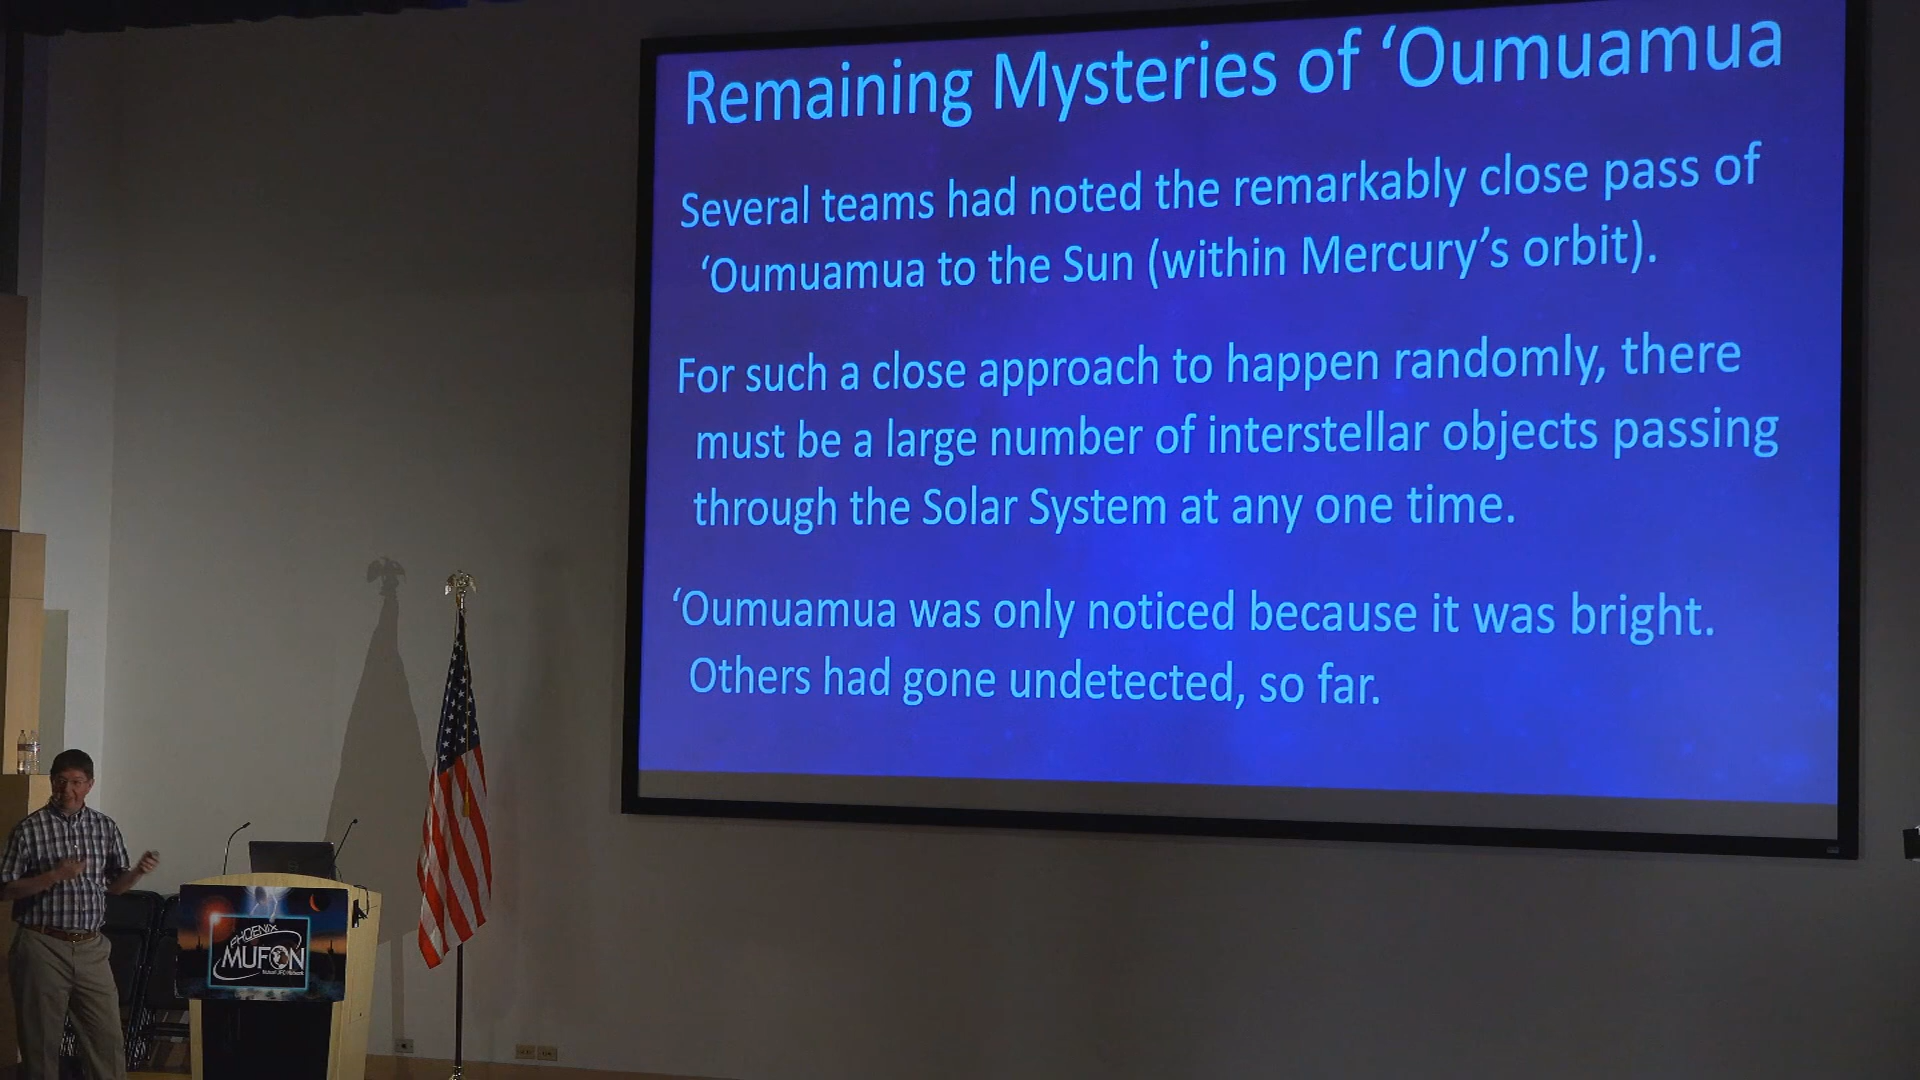 Remaining Mysteries of ‘Oumuamua
Several teams had noted the remarkably close pass of
‘Oumuamua to the Sun (within Mercury’s orbit).
For such a close approach to happen randomly, there
must be a large number of interstellar objects passing
through the Solar System at any one time.
‘Oumuamua was only noticed because it was bright.
Others had gone undetected, so far.
PHOENIX
MUFON
Mutual UFO Network